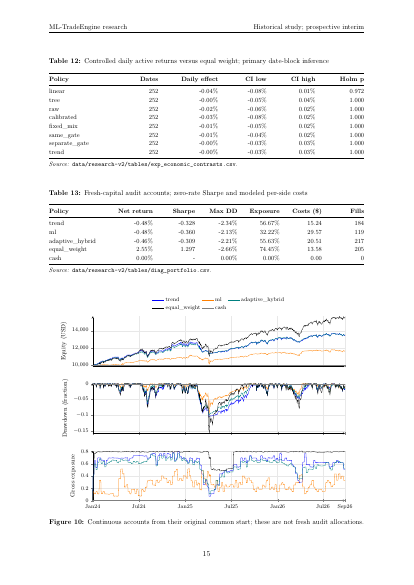 ML-TradeEngine research Historical study; prospective interim
Table 12: Controlled daily active returns versus equal weight; primary date-block inference
Policy Dates Daily effect CI low CI high Holm p
linear 252 -0.04% -0.08% 0.01% 0.972
tree 252 -0.00% -0.05% 0.04% 1.000
raw 252 -0.02% -0.06% 0.02% 1.000
calibrated 252 -0.03% -0.08% 0.02% 1.000
fixed_mix 252 -0.01% -0.05% 0.02% 1.000
same_gate 252 -0.01% -0.04% 0.02% 1.000
separate_gate 252 -0.00% -0.03% 0.03% 1.000
trend 252 -0.00% -0.03% 0.03% 1.000
Source: data/research-v2/tables/exp_economic_contrasts.csv.
Table 13: Fresh-capital audit accounts; zero-rate Sharpe and modeled per-side costs
Policy Net return Sharpe Max DD Exposure Costs ($) Fills
trend -0.48% -0.328 -2.34% 56.67% 15.24 184
ml -0.48% -0.360 -2.13% 32.22% 29.57 119
adaptive_hybrid -0.46% -0.309 -2.21% 55.63% 20.51 217
equal_weight 2.55% 1.297 -2.66% 74.45% 13.58 205
cash 0.00% - 0.00% 0.00% 0.00 0
Source: data/research-v2/tables/diag_portfolio.csv.
trend ml adaptive_hybrid
equal_weight cash
Equity (USD)
14,000
12,000
10,000
Drawdown (fraction)
0
-0.05
-0.1
-0.15
Gross exposure
0.8
0.6
0.4
0.2
0
Jan24 Jul24 Jan25 Jul25 Jan26 Sep26
Figure 10: Continuous accounts from their original common start; these are not fresh audit allocations.
15